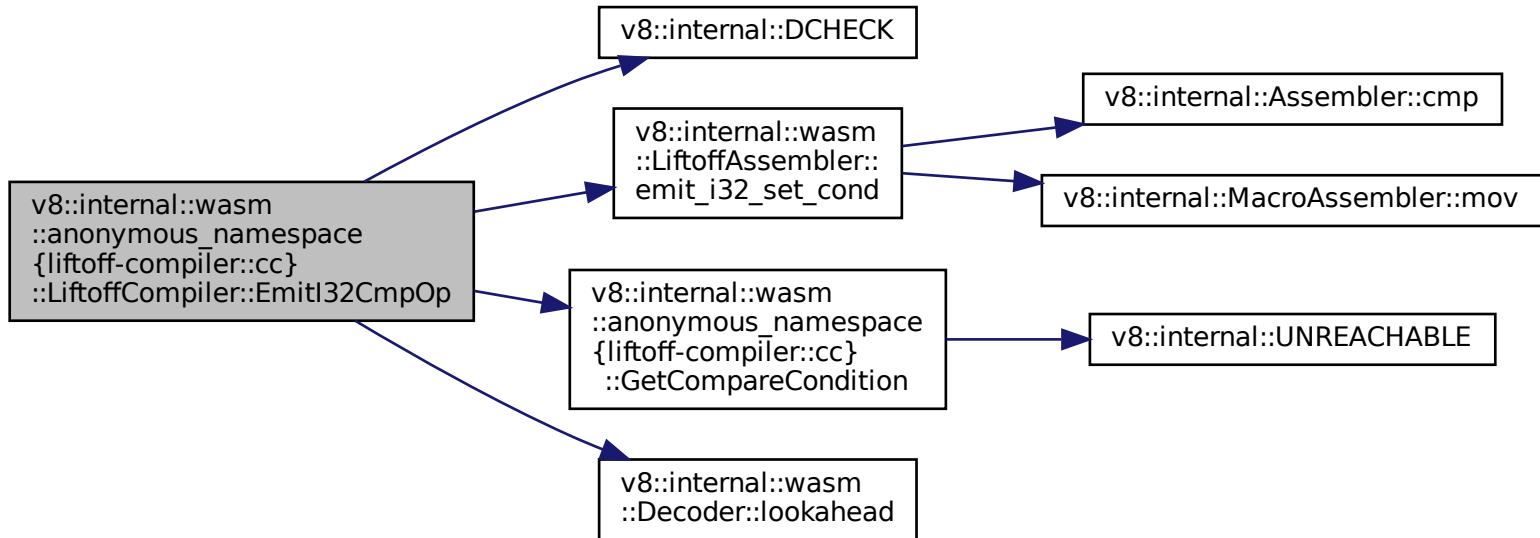 v8::internal::DCHECK
v8::internal::Assembler::cmp
v8::internal::wasm
::LiftoffAssembler::
emit_i32_set_cond
v8::internal::MacroAssembler::mov
v8::internal::wasm
::anonymous_namespace
{liftoff-compiler::cc}
::LiftoffCompiler::EmitI32CmpOp
v8::internal::wasm
::anonymous_namespace
{liftoff-compiler::cc}
::GetCompareCondition
v8::internal::UNREACHABLE
v8::internal::wasm
::Decoder::lookahead